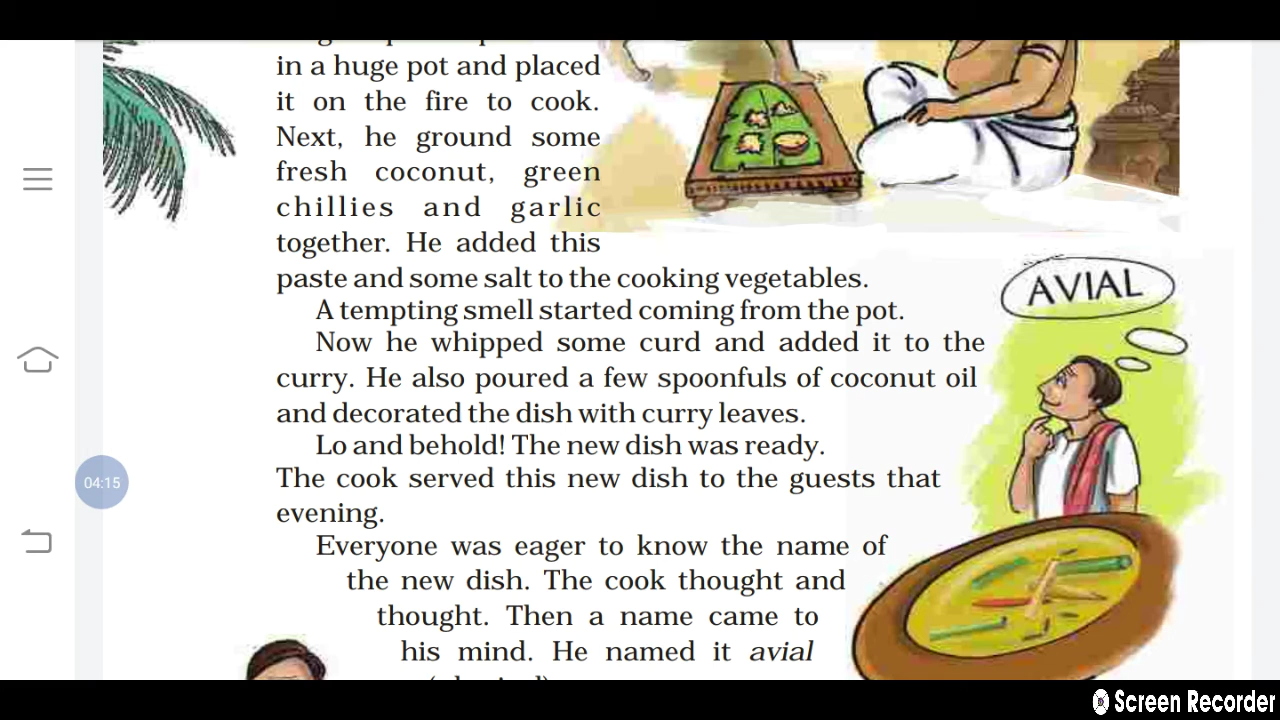 in a huge pot and placed
it on the fire to cook.
Next, he ground some
fresh coconut, green
chillies and garlic
together. He added this
paste and some salt to the cooking vegetables.
A tempting smell started coming from the pot.
Now he whipped some curd and added it to the
curry. He also poured a few spoonfuls of coconut oil
and decorated the dish with curry leaves.
Lo and behold! The new dish was ready.
The cook served this new dish to the guests that
evening.
Everyone was eager to know the name of
the new dish. The cook thought and
thought. Then a name came to
his mind. He named it avial
AVIAL
04:15
Screen Recorder